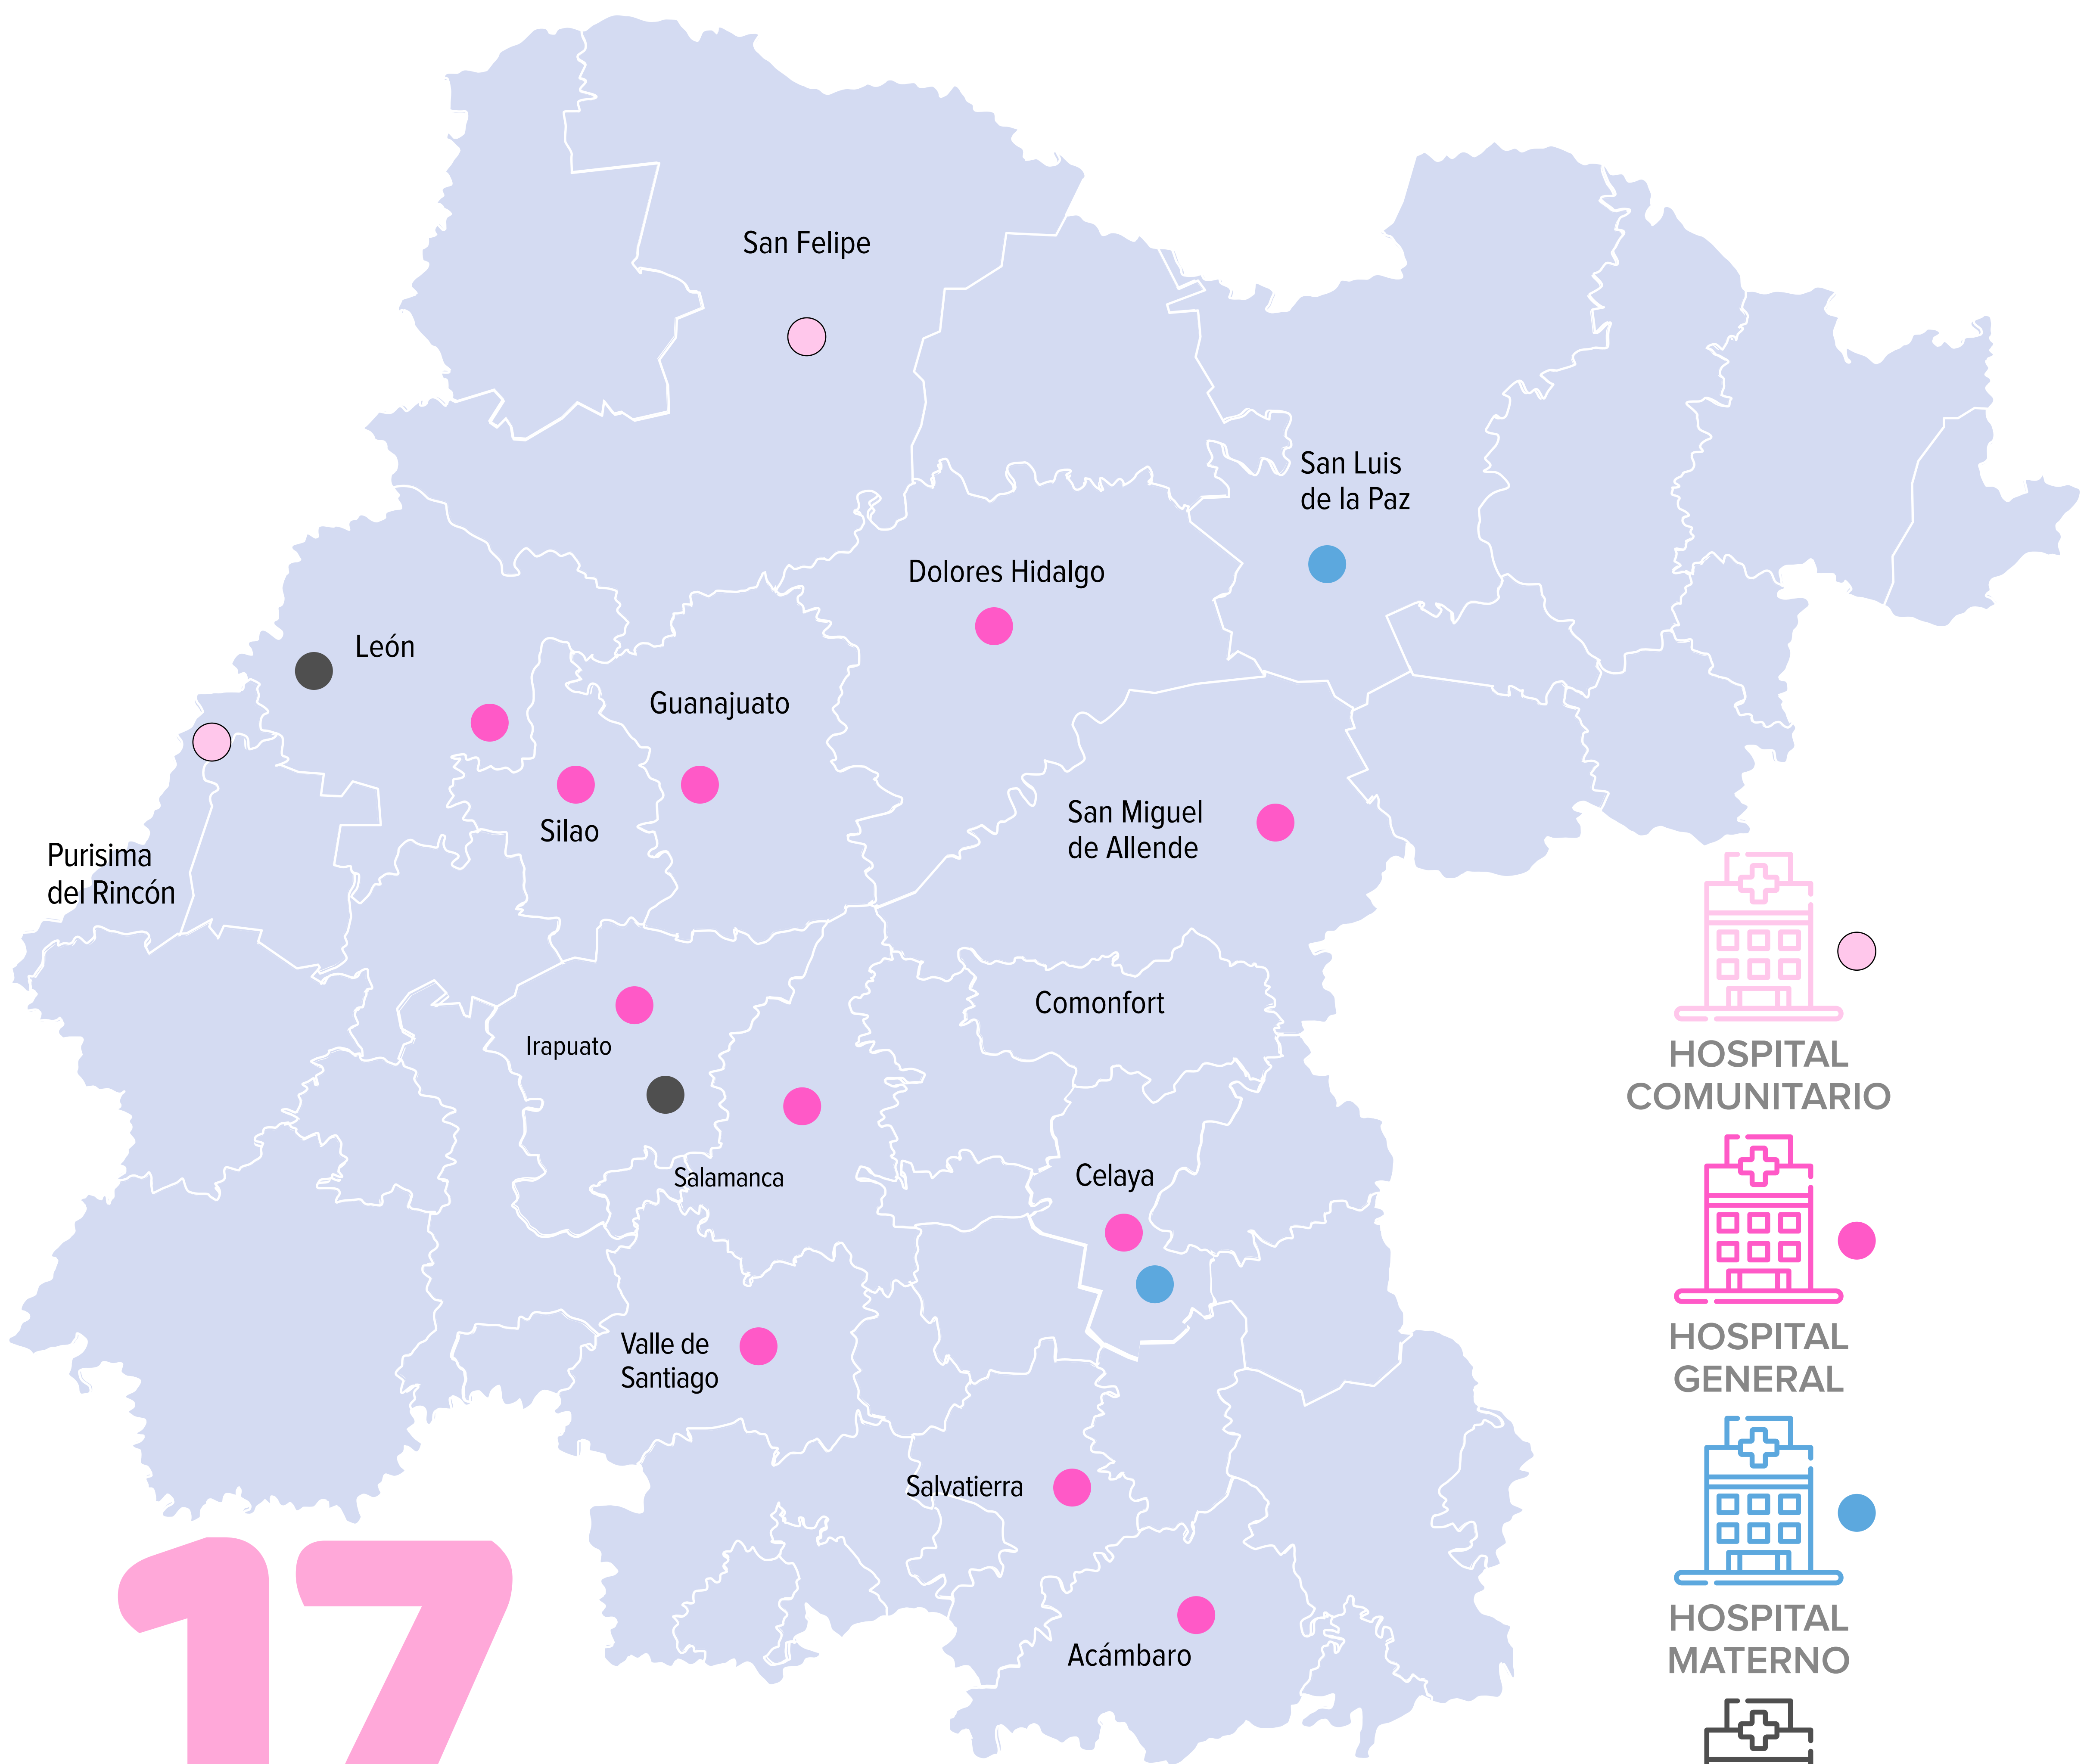 San Felipe
San Luis
de la Paz
Dolores Hidalgo
León
Guanajuato
Silao
San Miguel
de Allende
Purisima
del Rincón
Comonfort
Irapuato
Salamanca
Celaya
Valle de
Santiago
Salvatierra
Acámbaro
HOSPITAL
COMUNITARIO
HOSPITAL
GENERAL
HOSPITAL
MATERNO
17